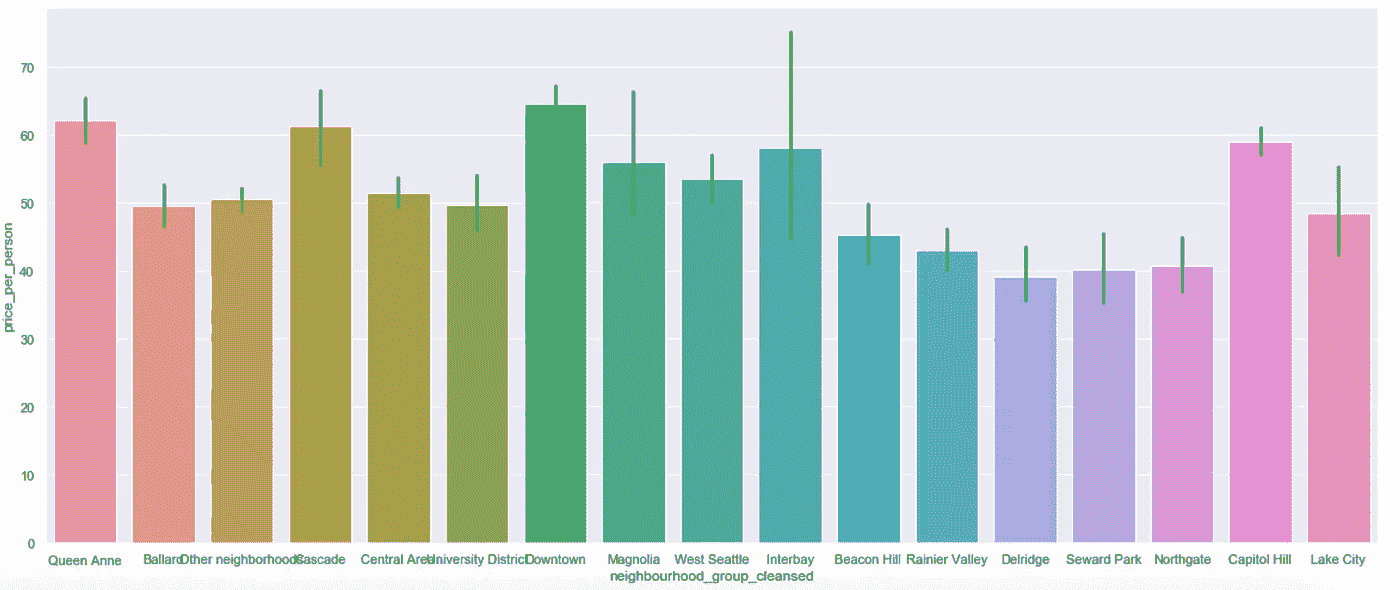 70
60
50
40
30
20
10
0
price_per_person
Queen Anne Ballard Other neighborhoods Cascade Central Area University District Downtown Magnolia West Seattle Interbay Beacon Hill Rainier Valley Delridge Seward Park Northgate Capitol Hill Lake City
neighbourhood_group_cleansed